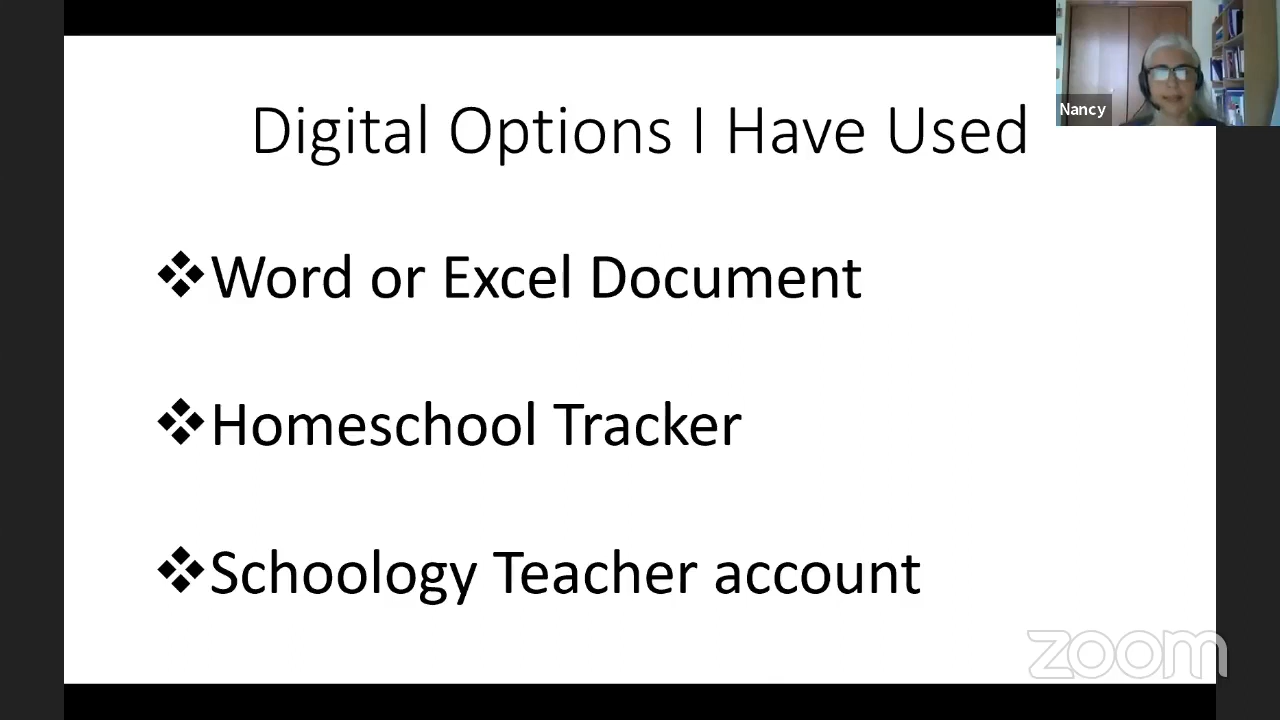 Digital Options I Have Used
Nancy
❖Word or Excel Document
❖Homeschool Tracker
❖Schoology Teacher account
zoom